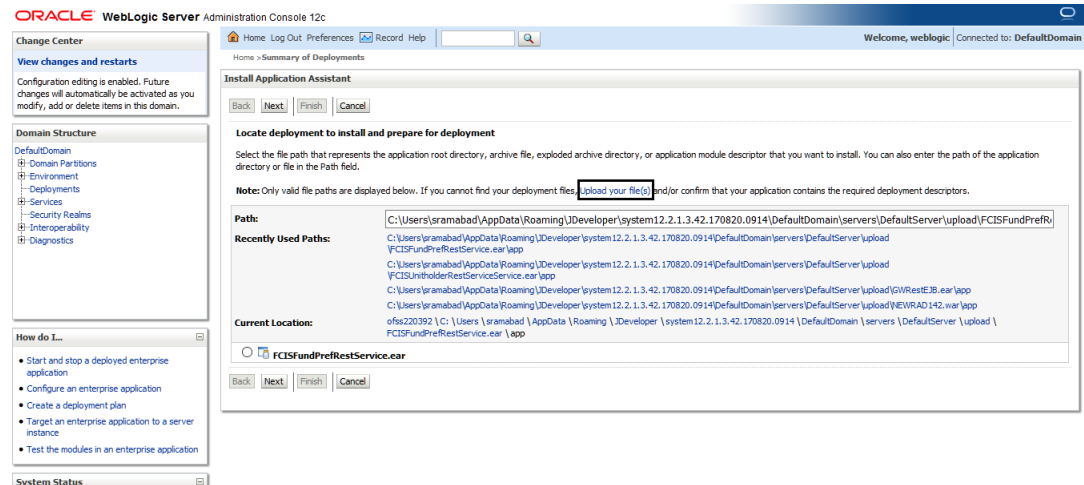 ORACLE WebLogic Server Administration Console 12c
Change Center
View changes and restarts
Configuration editing is enabled. Future
changes will automatically be activated as you
modify, add or delete items in this domain.
Domain Structure
DefaultDomain
Domain Partitions
Environment
Deployments
Services
Security Realms
Interoperability
Diagnostics
How do I...
Start and stop a deployed enterprise
application
Configure an enterprise application
Create a deployment plan
Target an enterprise application to a server
instance
Test the modules in an enterprise application
System Status
Home Log Out Preferences Record Help
Welcome, weblogic Connected to: DefaultDomain
Home >Summary of Deployments
Install Application Assistant
Back Next Finish Cancel
Locate deployment to install and prepare for deployment
Select the file path that represents the application root directory, archive file, exploded archive directory, or application module descriptor that you want to install. You can also enter the path of the application
directory or file in the Path field.
Note: Only valid file paths are displayed below. If you cannot find your deployment files, Upload your file(s) and/or confirm that your application contains the required deployment descriptors.
Path: C:\Users\sramabad\AppData\Roaming\JDeveloper\system12.2.1.3.42.170820.0914\DefaultDomain\servers\DefaultServer\upload\FCISFundPrefR
Recently Used Paths: C:\Users\sramabad\AppData\Roaming\JDeveloper\system12.2.1.3.42.170820.0914\DefaultDomain\servers\DefaultServer\upload
\FCISFundPrefRestService.ear\app
C:\Users\sramabad\AppData\Roaming\JDeveloper\system12.2.1.3.42.170820.0914\DefaultDomain\servers\DefaultServer\upload
\FCISUnitholderRestServiceService.ear\app
C:\Users\sramabad\AppData\Roaming\JDeveloper\system12.2.1.3.42.170820.0914\DefaultDomain\servers\DefaultServer\upload\GWRestEJB.ear\app
C:\Users\sramabad\AppData\Roaming\JDeveloper\system12.2.1.3.42.170820.0914\DefaultDomain\servers\DefaultServer\upload\NEWRAD142.war\app
Current Location: ofss220392 \ C: \ Users \ sramabad \ AppData \ Roaming \ JDeveloper \ system12.2.1.3.42.170820.0914 \ DefaultDomain \ servers \ DefaultServer \ upload \
FCISFundPrefRestService.ear \ app
FCISFundPrefRestService.ear
Back Next Finish Cancel